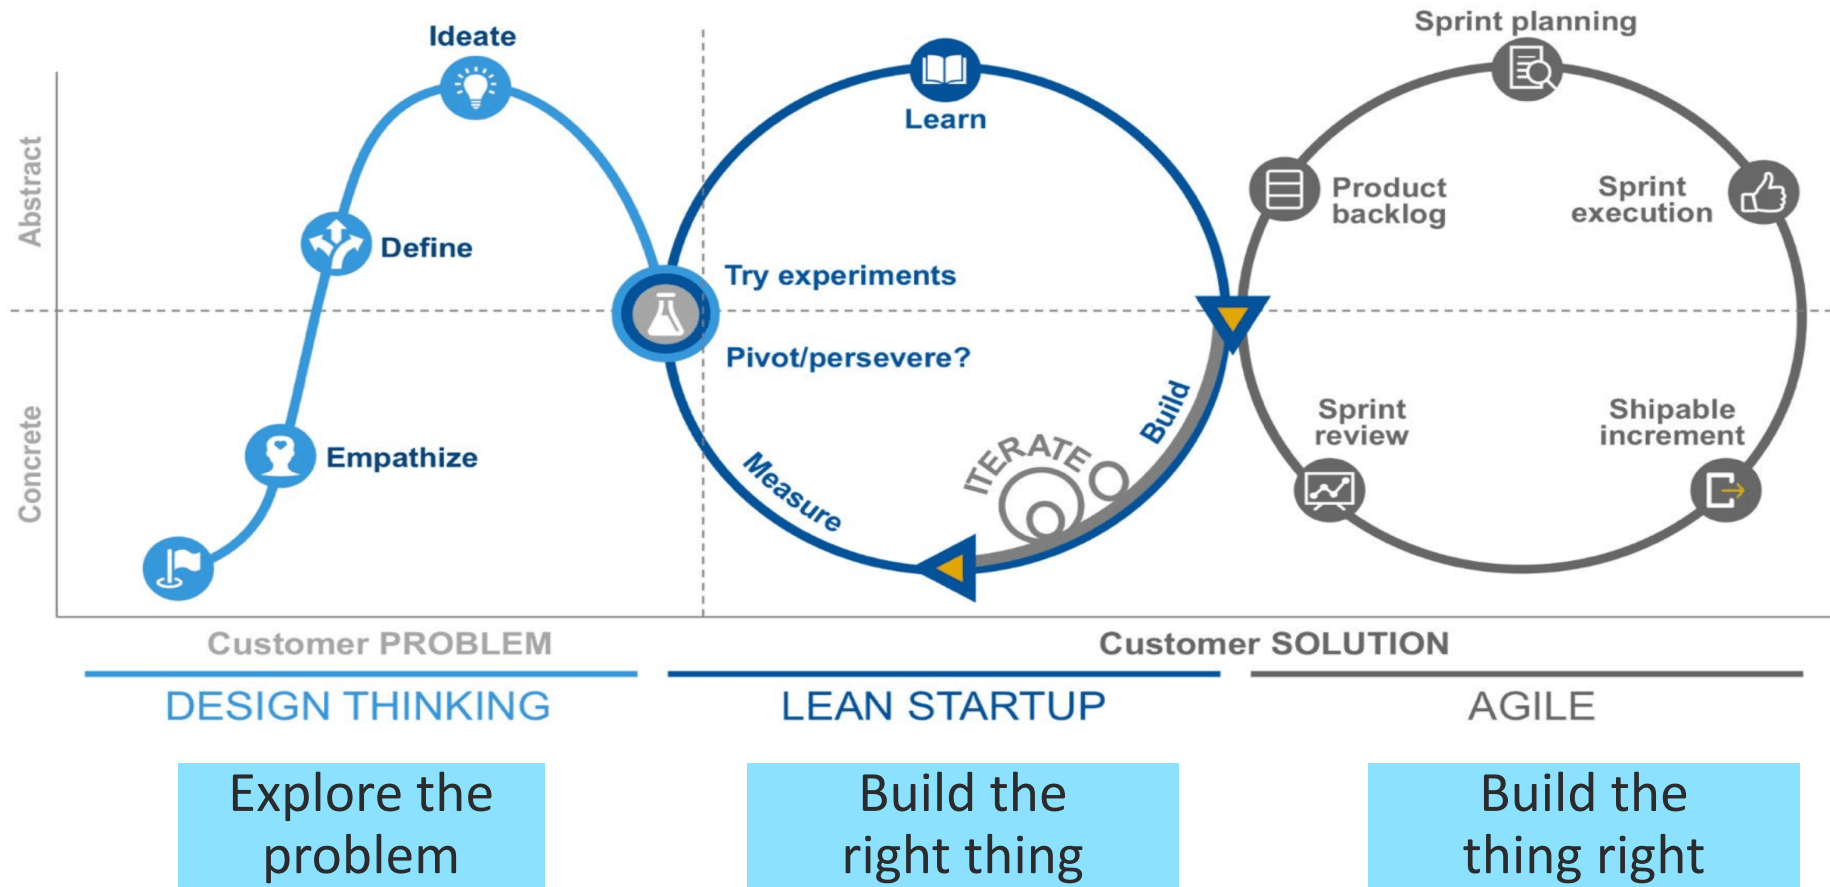 Ideate
Define
Empathize
Abstract
Concrete
Learn
Try experiments
Pivot/persevere?
Measure
ITERATE
Build
Sprint planning
Product
backlog
Sprint
execution
Sprint
review
Shipable
increment
Customer PROBLEM
Customer SOLUTION
DESIGN THINKING
LEAN STARTUP
AGILE
Explore the
problem
Build the
right thing
Build the
thing right